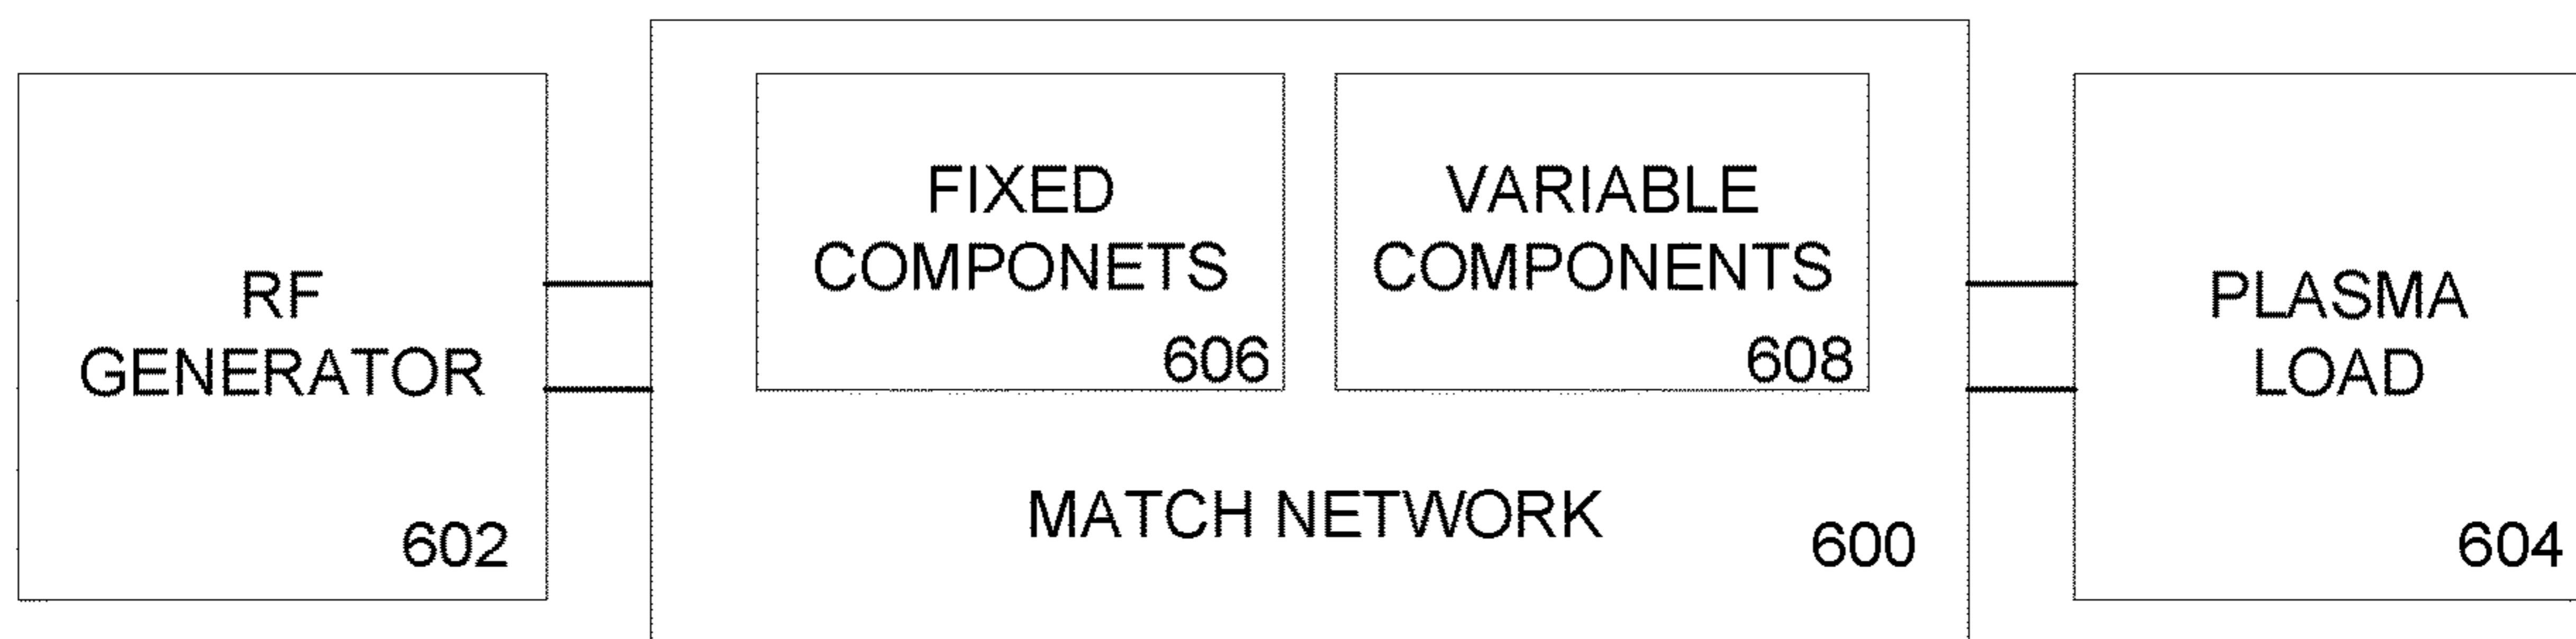 RF
GENERATOR
602
FIXED
COMPONETS
606
VARIABLE
COMPONENTS
608
MATCH NETWORK
600
PLASMA
LOAD
604